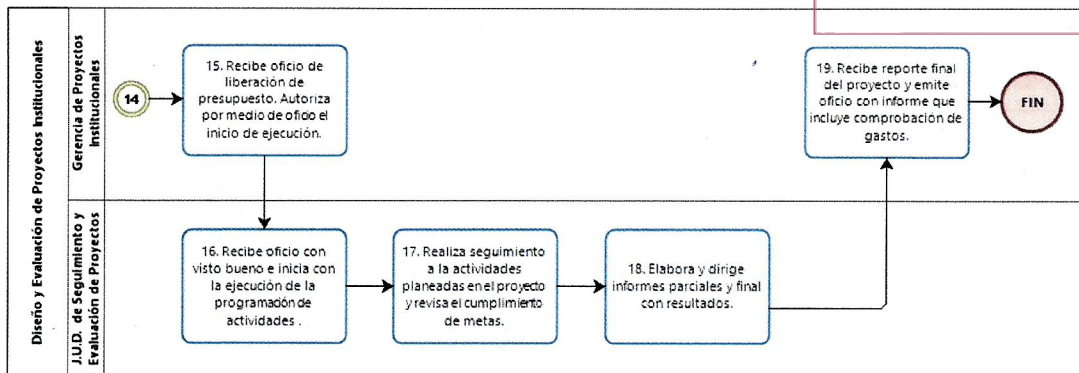 Diseño y Evaluación de Proyectos Institucionales
Gerencia de Proyectos
Institucionales
14
15. Recibe oficio de
liberación de
presupuesto. Autoriza
por medio de oficio el
inicio de ejecución.
19. Recibe reporte final
del proyecto y emite
oficio con informe que
incluye comprobación de
gastos.
FIN
J.U.D. de Seguimiento y
Evaluación de Proyectos
16. Recibe oficio con
visto bueno e inicia con
la ejecución de la
programación de
actividades .
17. Realiza seguimiento
a la actividades
planeadas en el proyecto
y revisa el cumplimiento
de metas.
18. Elabora y dirige
informes parciales y final
con resultados.